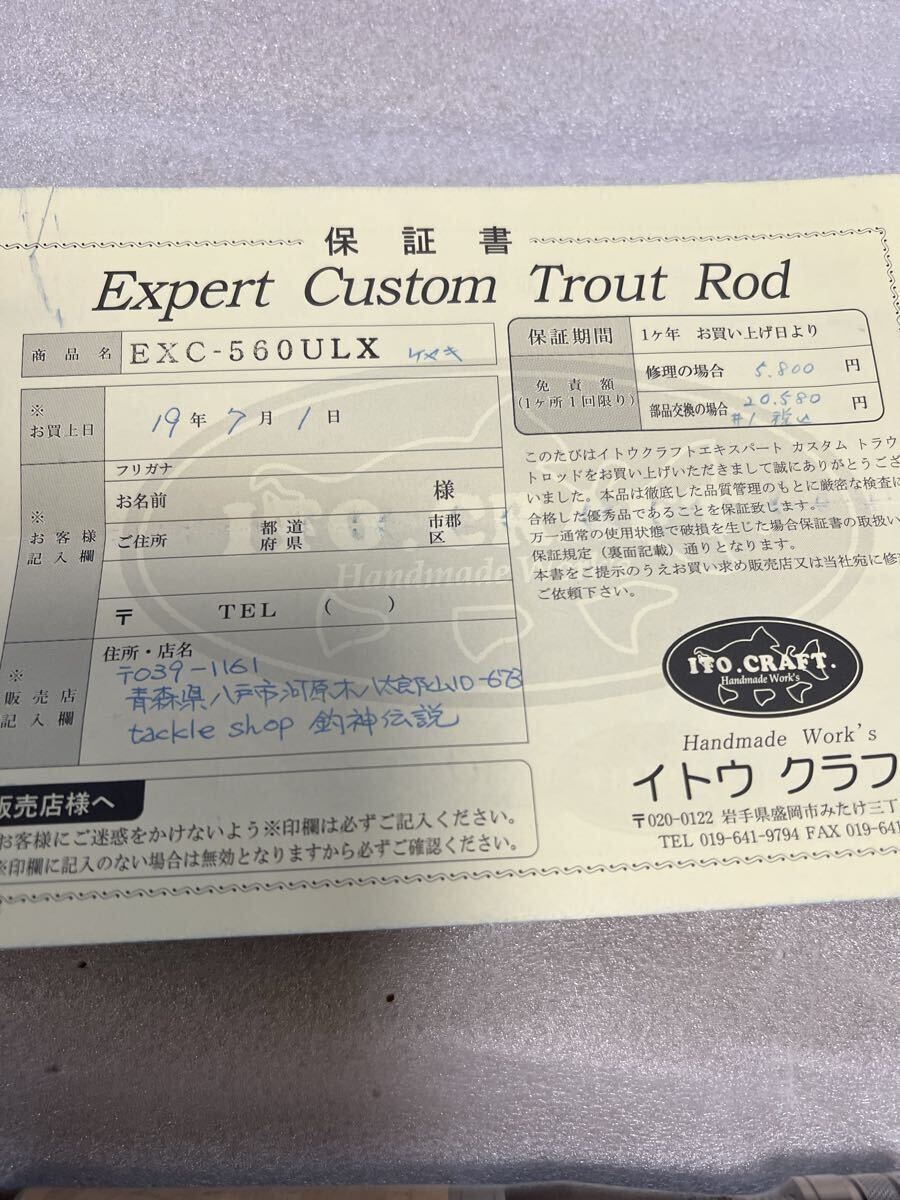 保証書
Expert Custom Trout Rod
商品名 EXC-560ULX ケヤキ
保証期間 1ヶ年 お買い上げ日より
免責額
(1ヶ所1回限り)
修理の場合 5.800 円
部品交換の場合 20.580 円
#1 税込
※
お買上日 19年 7月 1日
※
お客様
記入欄
フリガナ
お名前 様
ご住所 都道 府県 市郡 区
〒 TEL ( )
※
販売店
記入欄
住所・店名
〒039-1161
青森県八戸市河原木八太郎山10-673
tackle shop 釣神伝説
このたびはイトウクラフトエキスパート カスタム トラウ
トロッドをお買い上げいただきまして誠にありがとうござ
いました。本品は徹底した品質管理のもとに厳密な検査に
合格した優秀品であることを保証致します。
万一通常の使用状態で破損を生じた場合保証書の取扱い
保証規定（裏面記載）通りとなります。
本書をご提示のうえお買い求め販売店又は当社宛に修
ご依頼下さい。
ITO.CRAFT.
Handmade Work's
ITO.CRAFT.
Handmade Work's
Handmade Work's
イトウ クラフ
〒020-0122 岩手県盛岡市みたけ三丁
TEL 019-641-9794 FAX 019-641
販売店様へ
お客様にご迷惑をかけないよう※印欄は必ずご記入ください。
※印欄に記入のない場合は無効となりますから必ずご確認ください。